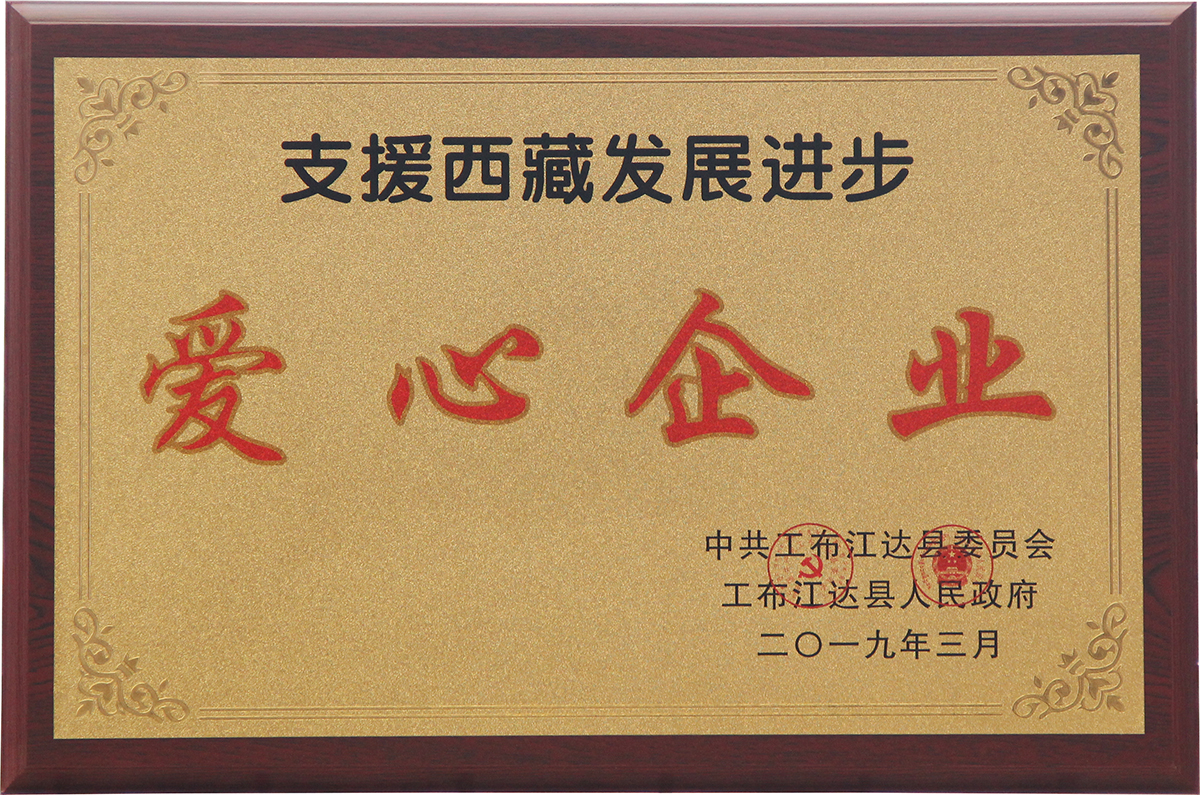 支援西藏发展进步
爱心企业
中共工布江达县委员会
工布江达县人民政府
二〇一九年三月